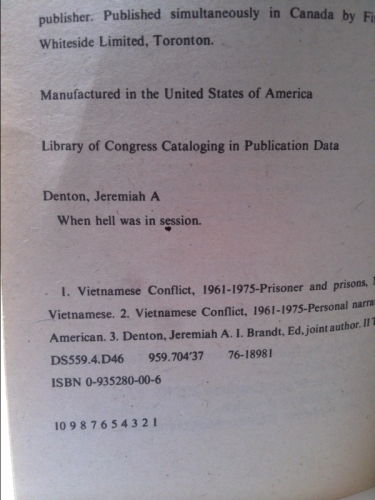 publisher. Published simultaneously in Canada by
Whiteside Limited, Toronton.
Manufactured in the United States of America
Library of Congress Cataloging in Publication Data
Denton, Jeremiah A
When hell was in session.
1. Vietnamese Conflict, 1961-1975-Prisoner and prisons,
Vietnamese. 2. Vietnamese Conflict, 1961-1975-Personal
American. 3. Denton, Jeremiah A. I. Brandt, Ed, joint author. II
DS559.4.D46 959.704'37 76-18981
ISBN 0-935280-00-6
10 9 8 7 6 5 4 3 2 1